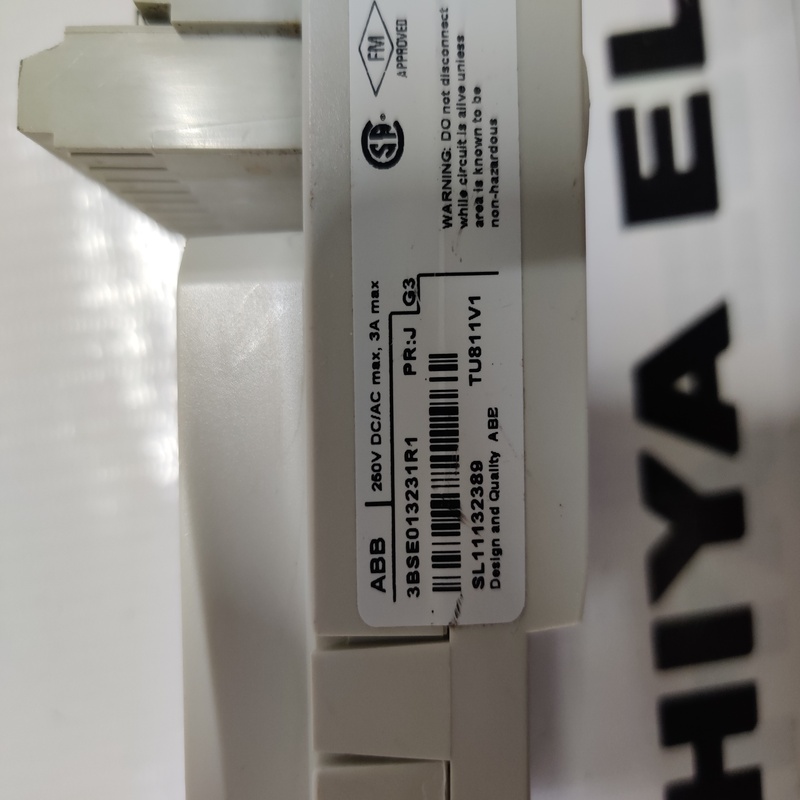 ABB 260V DC/AC max, 3A max
3BSE013231R1 PR:J G3
SL11132389 TU811V1
Design and Quality ABB
FM
APPROVED
SP
WARNING: DO not disconnect
while circuit is alive unless
area is known to be
non-hazardous
HIYA EL